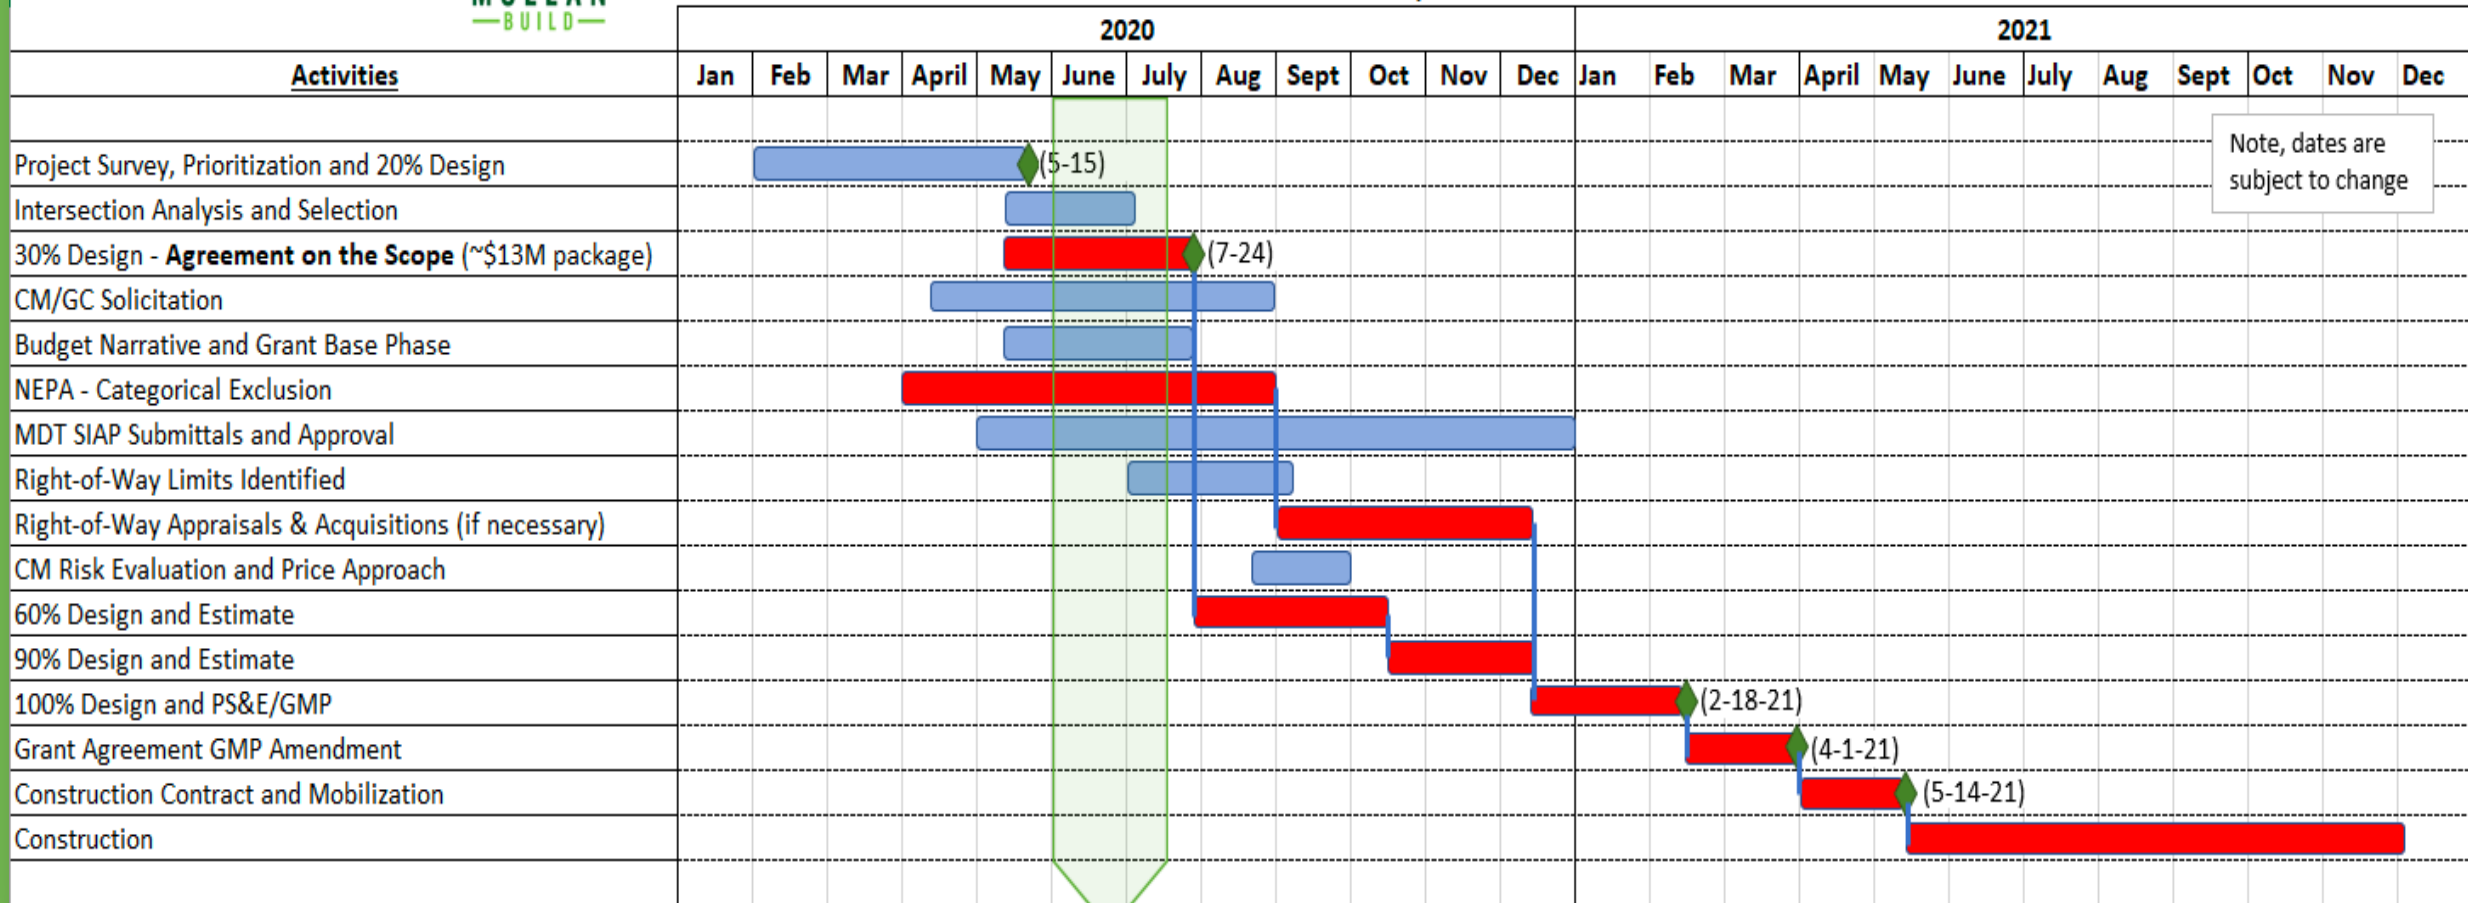 BUILD
2020 2021
Activities Jan Feb Mar April May June July Aug Sept Oct Nov Dec Jan Feb Mar April May June July Aug Sept Oct Nov Dec
Note, dates are
subject to change
Project Survey, Prioritization and 20% Design (5-15)
Intersection Analysis and Selection
30% Design - Agreement on the Scope (~$13M package) (7-24)
CM/GC Solicitation
Budget Narrative and Grant Base Phase
NEPA - Categorical Exclusion
MDT SIAP Submittals and Approval
Right-of-Way Limits Identified
Right-of-Way Appraisals & Acquisitions (if necessary)
CM Risk Evaluation and Price Approach
60% Design and Estimate
90% Design and Estimate
100% Design and PS&E/GMP (2-18-21)
Grant Agreement GMP Amendment (4-1-21)
Construction Contract and Mobilization (5-14-21)
Construction